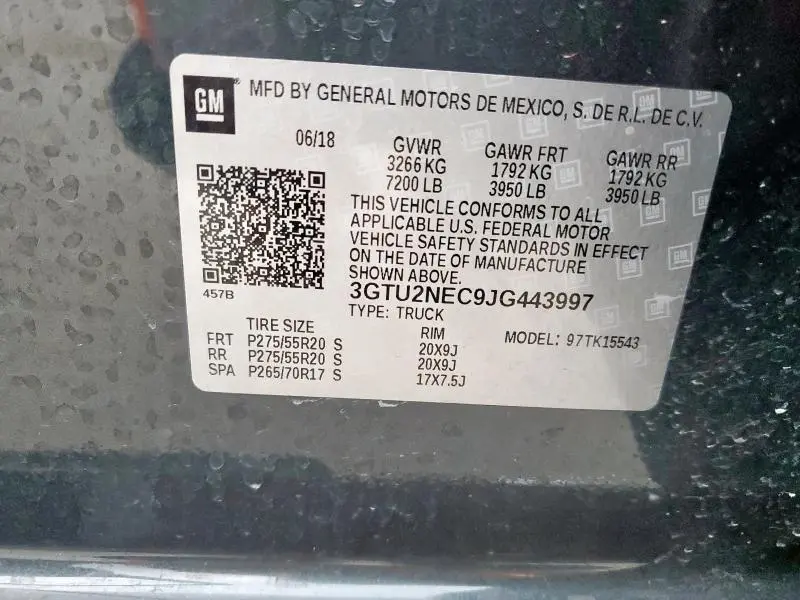 GM
MFD BY GENERAL MOTORS DE MEXICO, S. DE R.L. DE C.V.
06/18 GVWR GAWR FRT GAWR RR
3266 KG 1792 KG 1792 KG
7200 LB 3950 LB 3950 LB
THIS VEHICLE CONFORMS TO ALL
APPLICABLE U.S. FEDERAL MOTOR
VEHICLE SAFETY STANDARDS IN EFFECT
ON THE DATE OF MANUFACTURE
SHOWN ABOVE.
457B
3GTU2NEC9JG443997
TYPE: TRUCK
TIRE SIZE RIM MODEL: 97TK15543
FRT P275/55R20 S 20X9J
RR P275/55R20 S 20X9J
SPA P265/70R17 S 17X7.5J